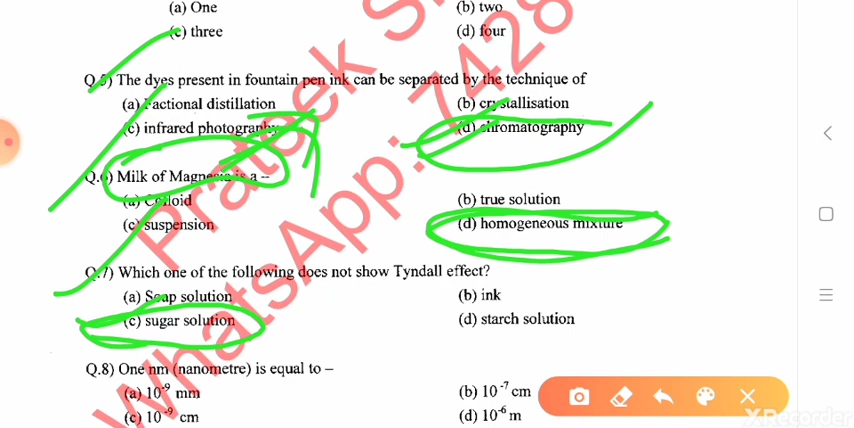 (a) One (b) two
(c) three (d) four
Q.5) The dyes present in fountain pen ink can be separated by the technique of
(a) Factional distillation (b) crystallisation
(c) infrared photography (d) chromatography
Q.6) Milk of Magnesia is a --
(a) Colloid (b) true solution
(c) suspension (d) homogeneous mixture
Q.7) Which one of the following does not show Tyndall effect?
(a) Soap solution (b) ink
(c) sugar solution (d) starch solution
Q.8) One nm (nanometre) is equal to –
(a) 10⁻⁹ mm (b) 10⁻⁷ cm
(c) 10⁻⁹ cm (d) 10⁻⁶ m
Prateek
WhatsApp: 7428
XRecorder